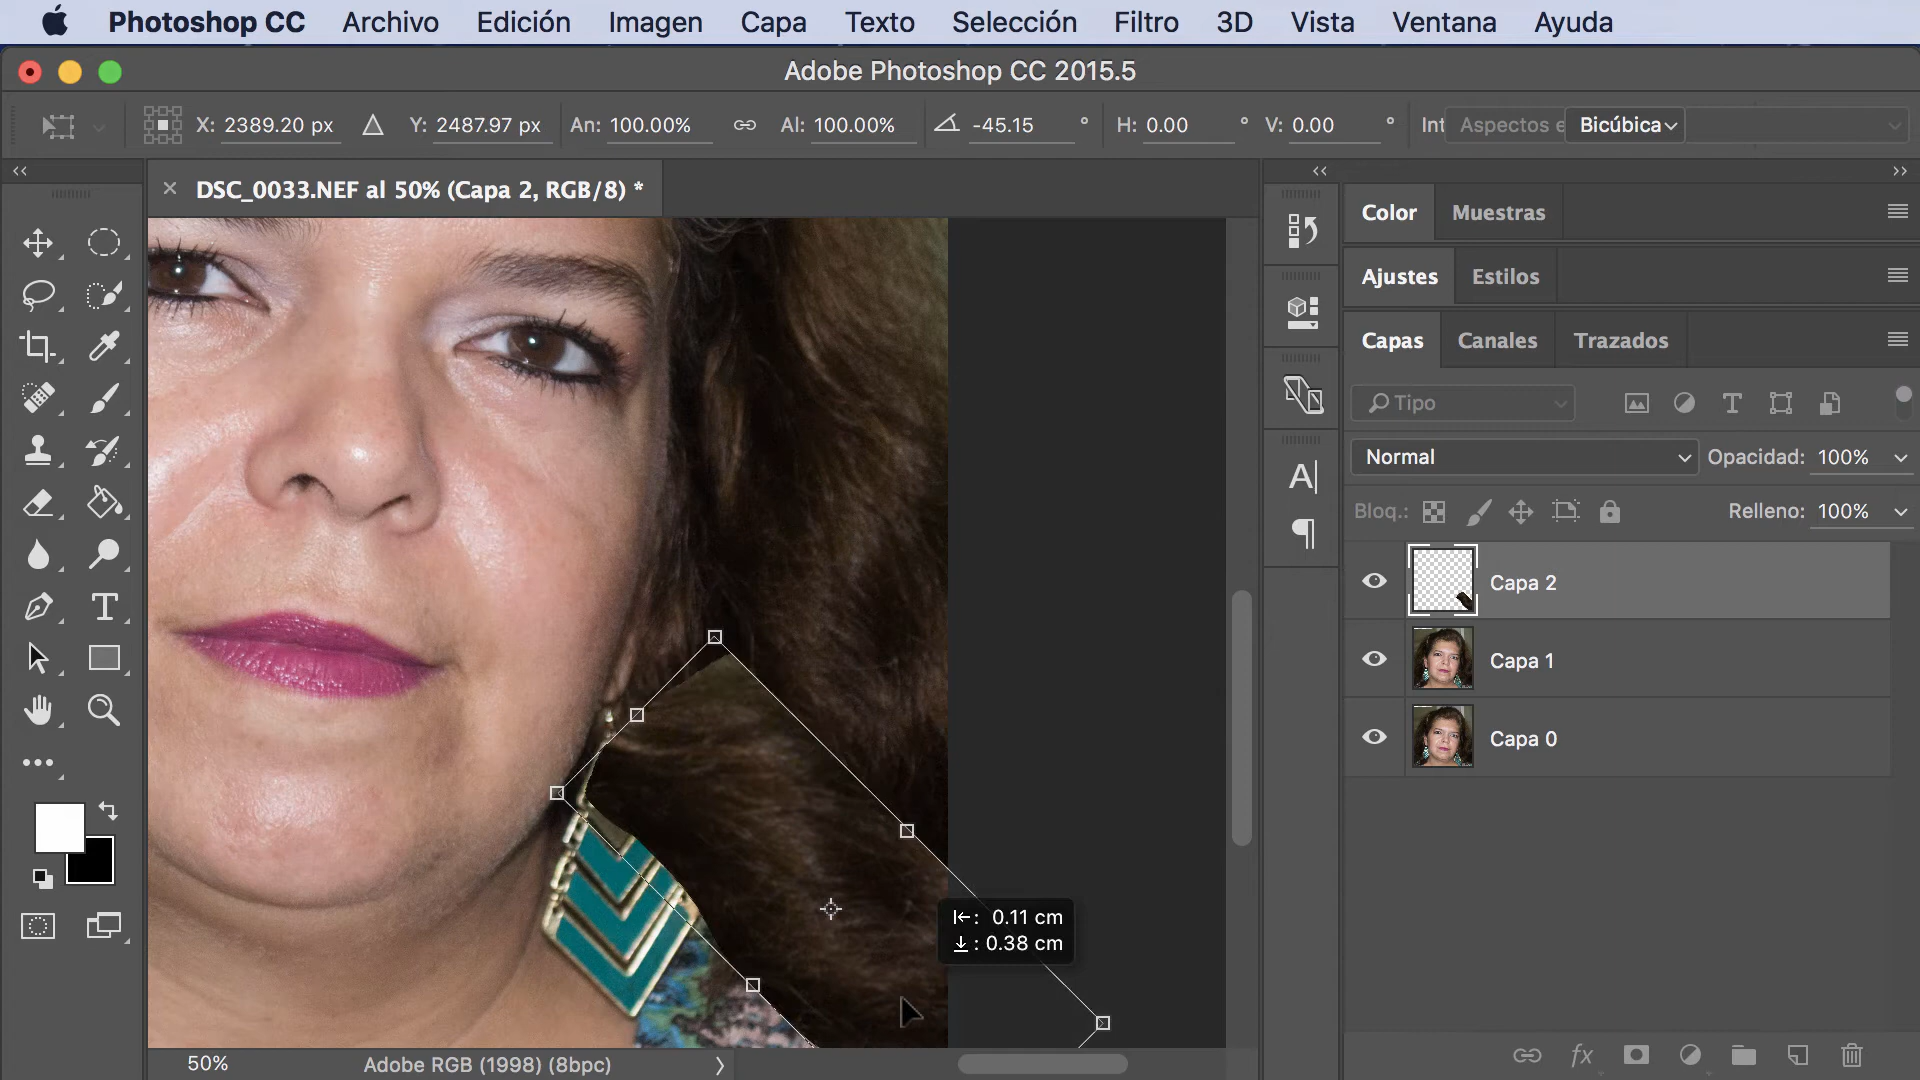 Photoshop CC Archivo Edición Imagen Capa Texto Selección Filtro 3D Vista Ventana Ayuda
Adobe Photoshop CC 2015.5
X: 2389.20 px Y: 2487.97 px An: 100.00% Al: 100.00% -45.15 ° H: 0.00 ° V: 0.00 ° Int Aspectos e Bicúbica
DSC_0033.NEF al 50% (Capa 2, RGB/8) *
Color Muestras
Ajustes Estilos
Capas Canales Trazados
Tipo
Normal Opacidad: 100%
Bloq.: Relleno: 100%
Capa 2
Capa 1
Capa 0
: 0.11 cm
: 0.38 cm
50% Adobe RGB (1998) (8bpc)
fx